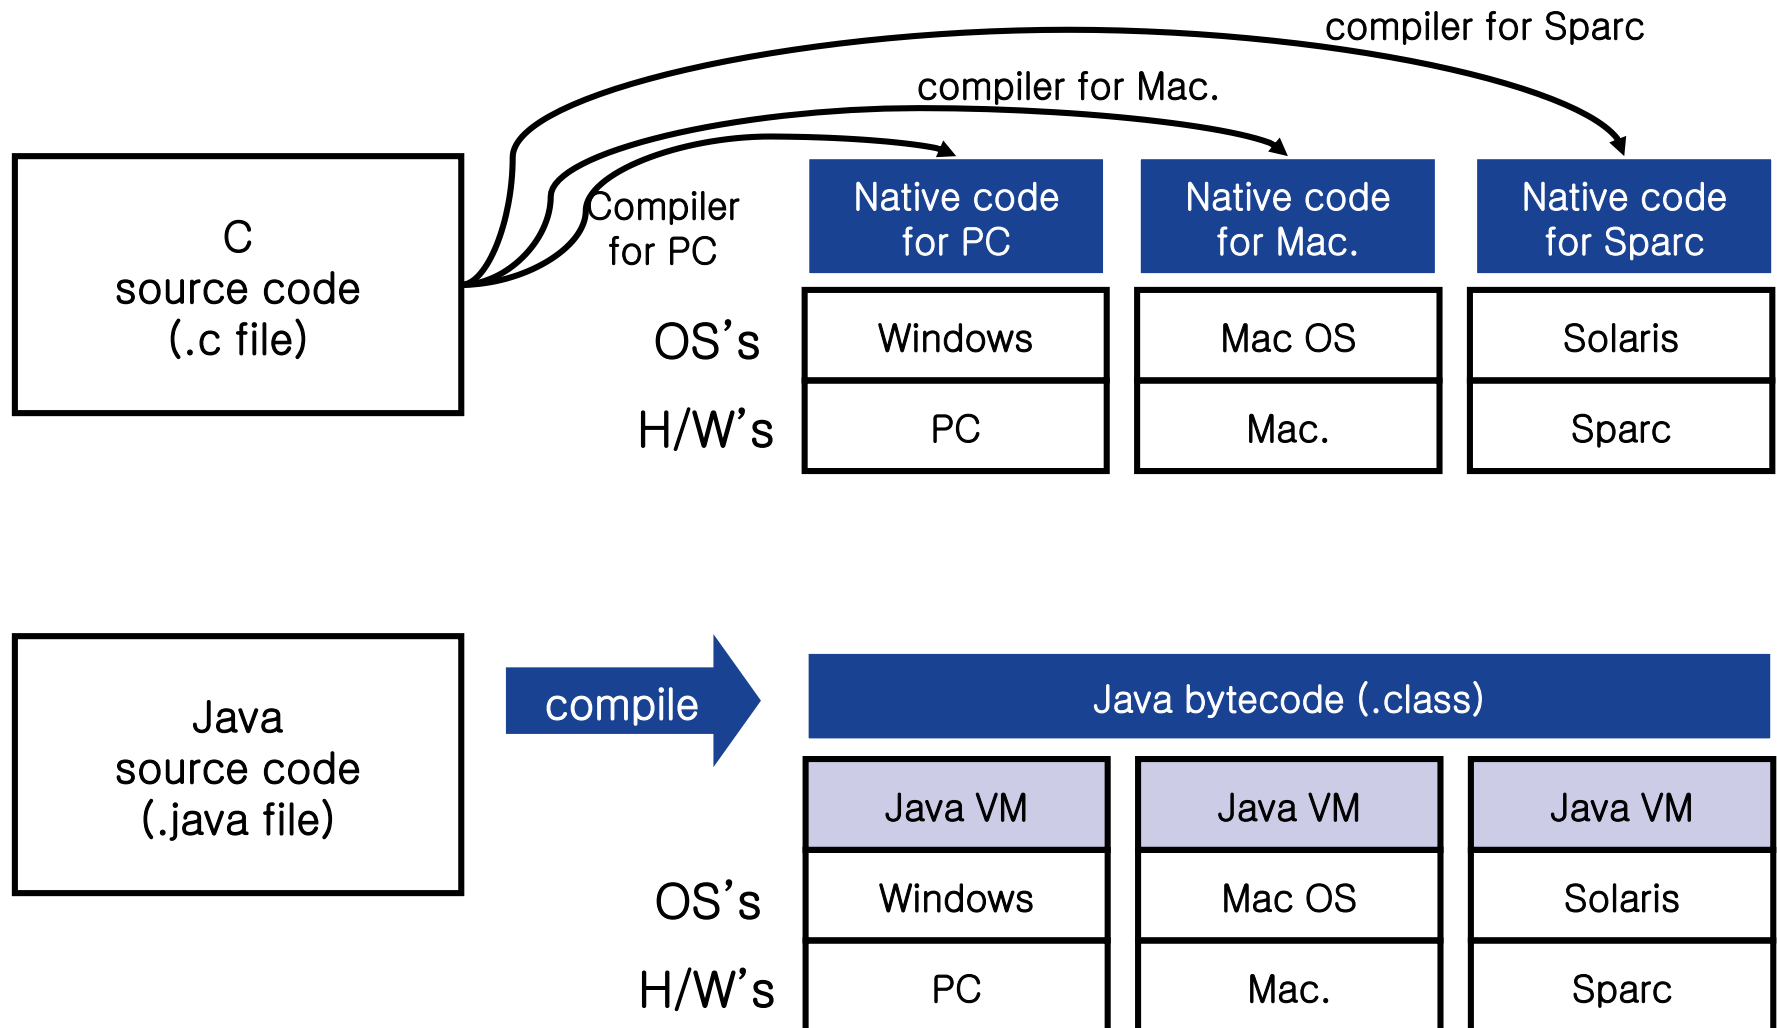 compiler for Sparc
compiler for Mac.
Compiler
for PC
C
source code
(.c file)
Native code
for PC
Native code
for Mac.
Native code
for Sparc
OS's
Windows
Mac OS
Solaris
H/W's
PC
Mac.
Sparc
Java
source code
(.java file)
compile
Java bytecode (.class)
Java VM
Java VM
Java VM
OS's
Windows
Mac OS
Solaris
H/W's
PC
Mac.
Sparc